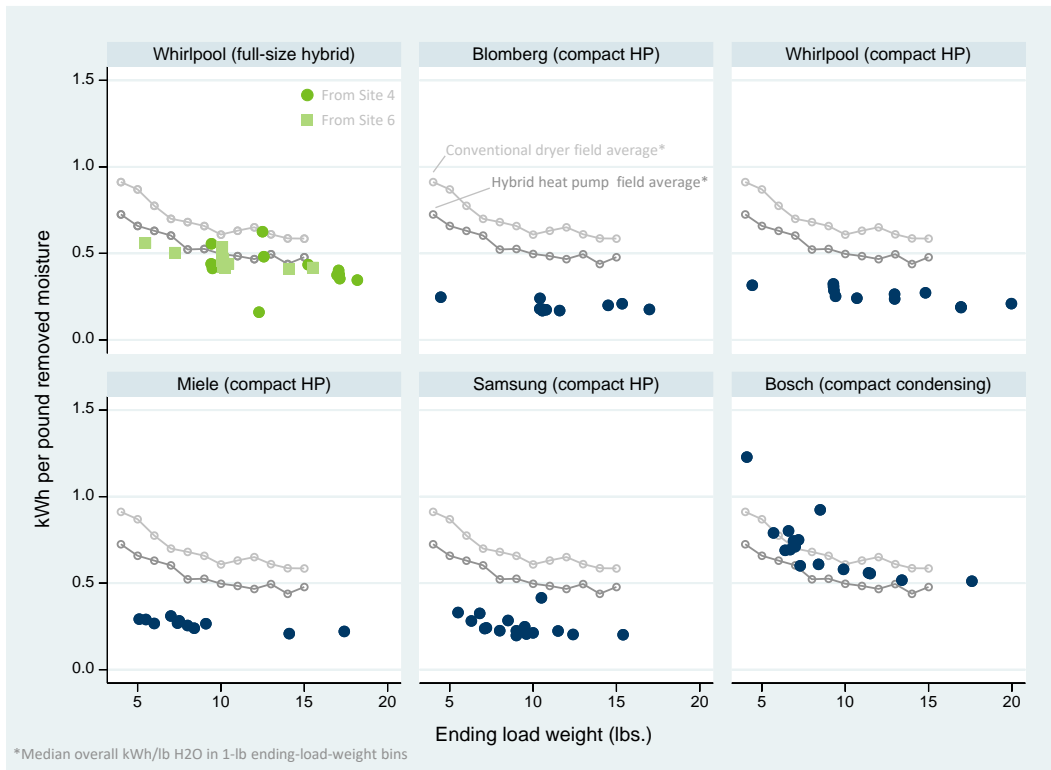 Whirlpool (full-size hybrid)
Blomberg (compact HP)
Whirlpool (compact HP)
1.5
From Site 4
From Site 6
1.0
Conventional dryer field average*
Hybrid heat pump  field average*
0.5
0.0
kWh per pound removed moisture
Miele (compact HP)
Samsung (compact HP)
Bosch (compact condensing)
1.5
1.0
0.5
0.0
5 10 15 20 5 10 15 20 5 10 15 20
Ending load weight (lbs.)
*Median overall kWh/lb H2O in 1-lb ending-load-weight bins